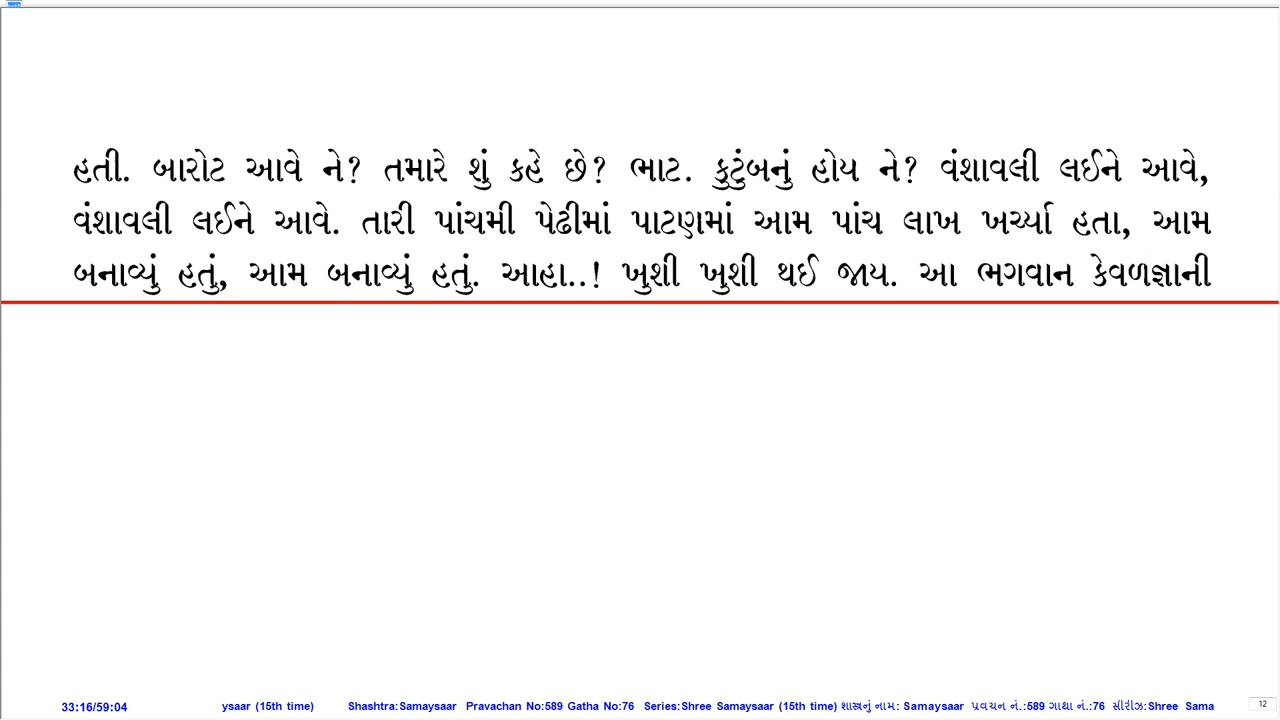 હતી. બારોટ આવે ને? તમારે શું કહે છે? ભાટ. કુટુંબનું હોય ને? વંશાવલી લઈને આવે,
વંશાવલી લઈને આવે. તારી પાંચમી પેઢીમાં પાટણમાં આમ પાંચ લાખ ખર્ચ્યા હતા, આમ
બનાવ્યું હતું, આમ બનાવ્યું હતું. આહા..! ખુશી ખુશી થઈ જાય. આ ભગવાન કેવળજ્ઞાની
33:16/59:04 ysaar (15th time) Shashtra:Samaysaar Pravachan No:589 Gatha No:76 Series:Shree Samaysaar (15th time) શાસ્ત્રનું નામ: Samaysaar પ્રવચન નં.:589 ગાથા નં.:76 સીરીઝ:Shree Sama 12